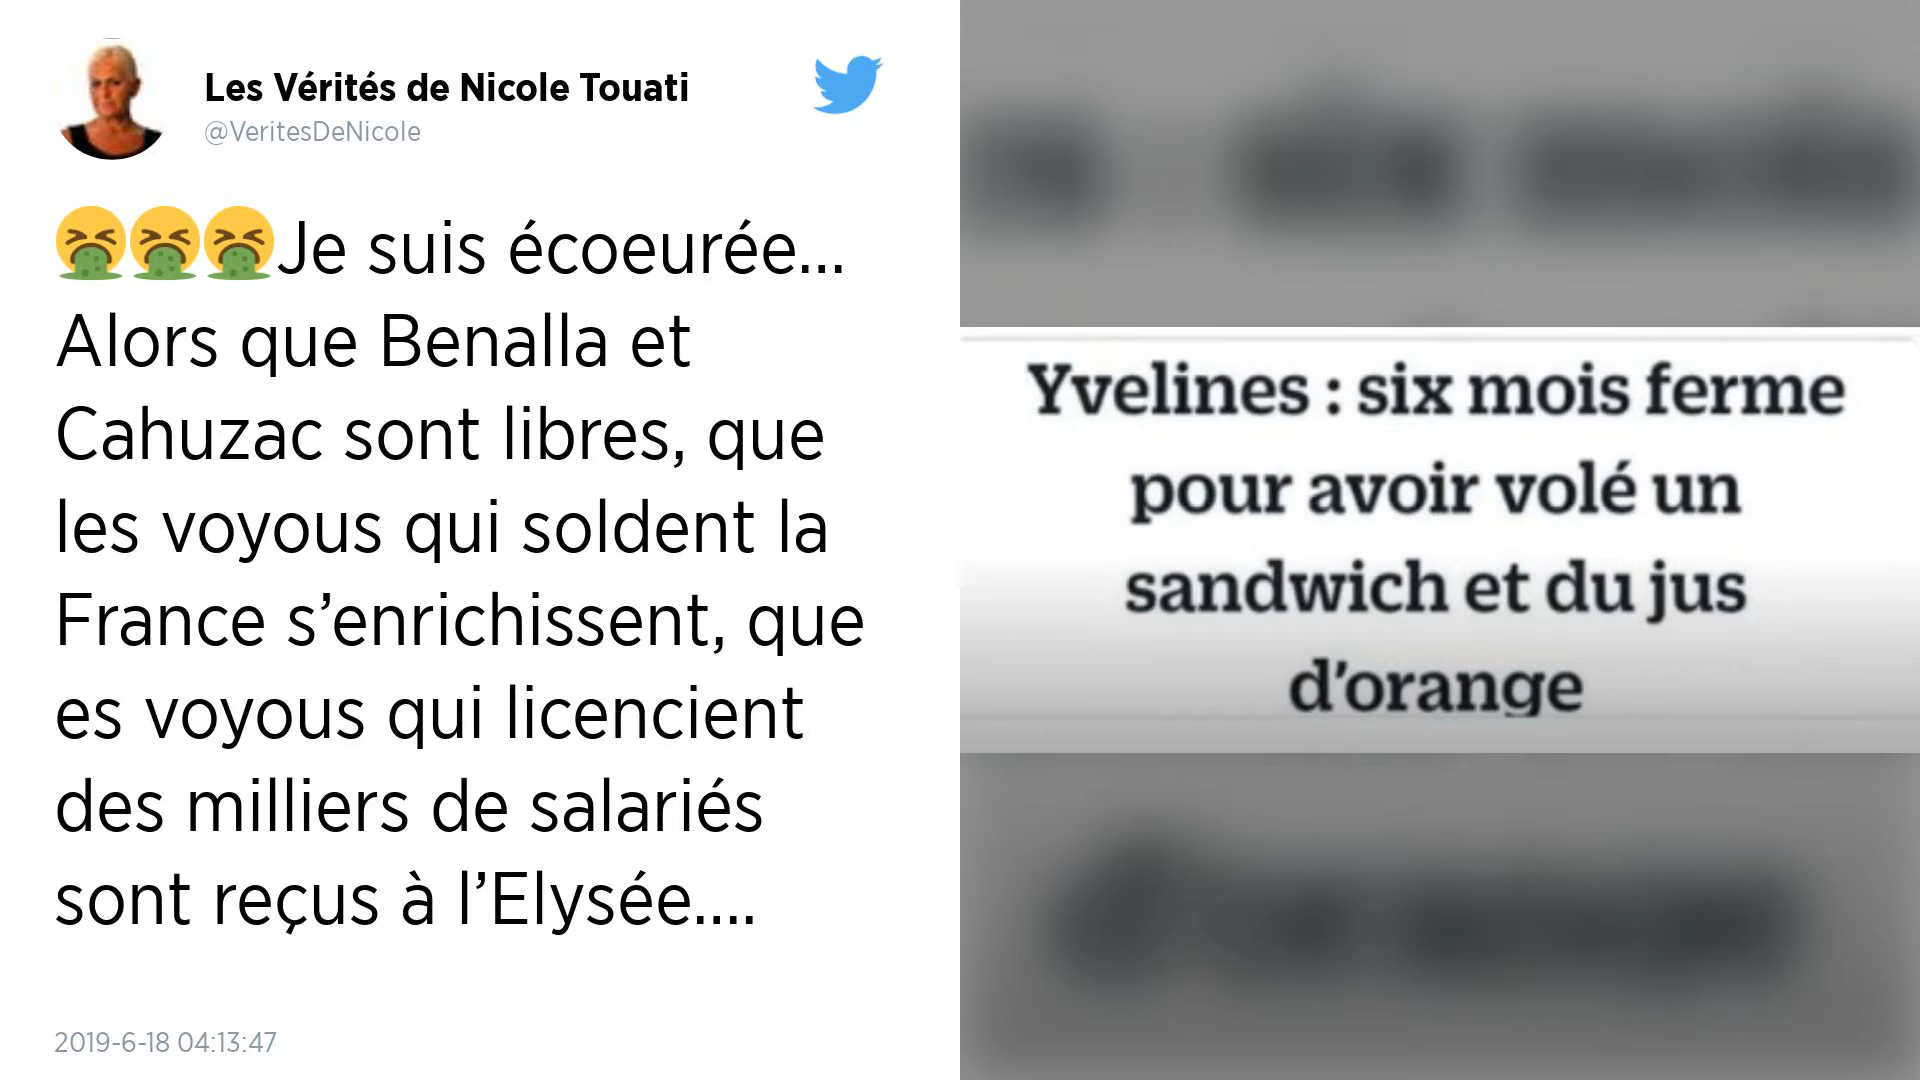 Les Vérités de Nicole Touati
@VeritesDeNicole
🤮🤮🤮Je suis écoeurée...
Alors que Benalla et
Cahuzac sont libres, que
les voyous qui soldent la
France s’enrichissent, que
es voyous qui licencient
des milliers de salariés
sont reçus à l’Elysée....
2019-6-18 04:13:47
Yvelines : six mois ferme
pour avoir volé un
sandwich et du jus
d’orange